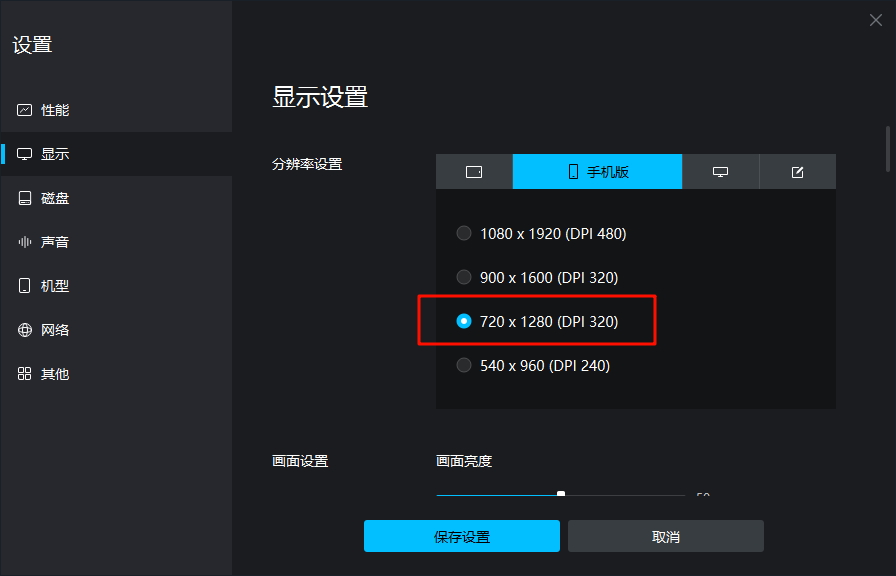 设置
性能
显示
磁盘
声音
机型
网络
其他
显示设置
分辨率设置
手机版
1080 x 1920 (DPI 480)
900 x 1600 (DPI 320)
720 x 1280 (DPI 320)
540 x 960 (DPI 240)
画面设置
画面亮度
50
保存设置
取消